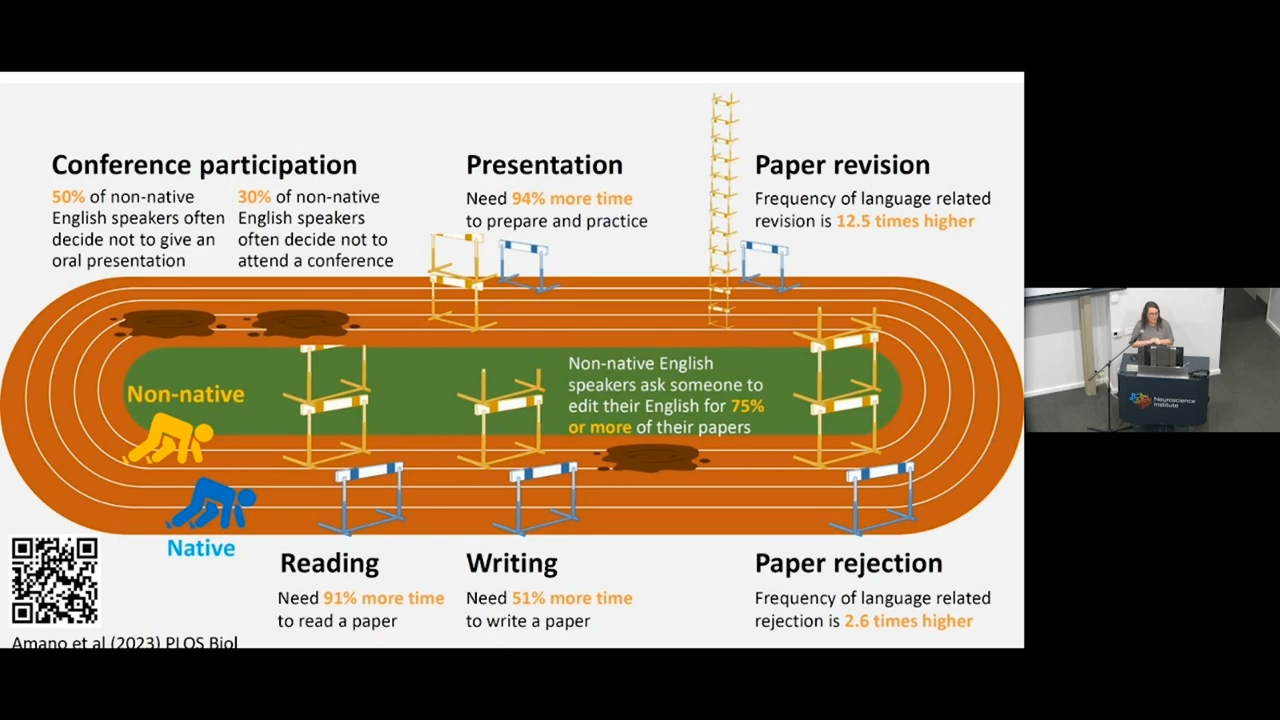 Conference participation
50% of non-native
English speakers often
decide not to give an
oral presentation
30% of non-native
English speakers
often decide not to
attend a conference
Presentation
Need 94% more time
to prepare and practice
Paper revision
Frequency of language related
revision is 12.5 times higher
Non-native
Non-native English
speakers ask someone to
edit their English for 75%
or more of their papers
Native
Reading
Need 91% more time
to read a paper
Writing
Need 51% more time
to write a paper
Paper rejection
Frequency of language related
rejection is 2.6 times higher
Amano et al (2023) PLOS Biol
Neuroscience
Institute